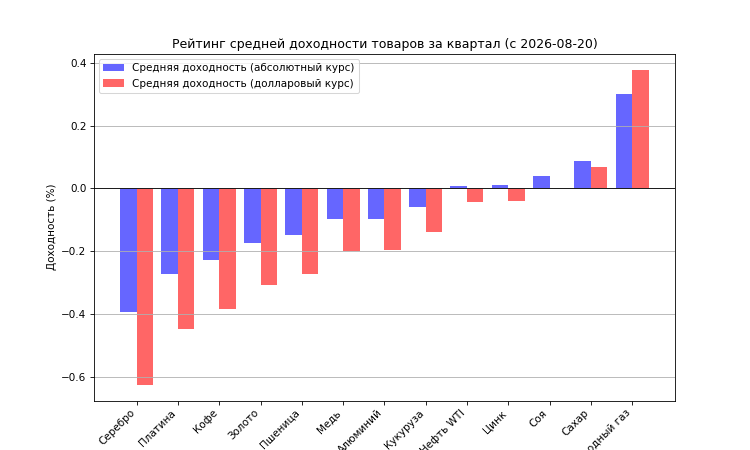 Рейтинг средней доходности товаров за квартал (с 2026-08-20)
Средняя доходность (абсолютный курс)
Средняя доходность (долларовый курс)
Доходность (%)
0.4
0.2
0.0
−0.2
−0.4
−0.6
Серебро
Платина
Кофе
Золото
Пшеница
Медь
Алюминий
Кукуруза
Нефть WTI
Цинк
Соя
Сахар
газ